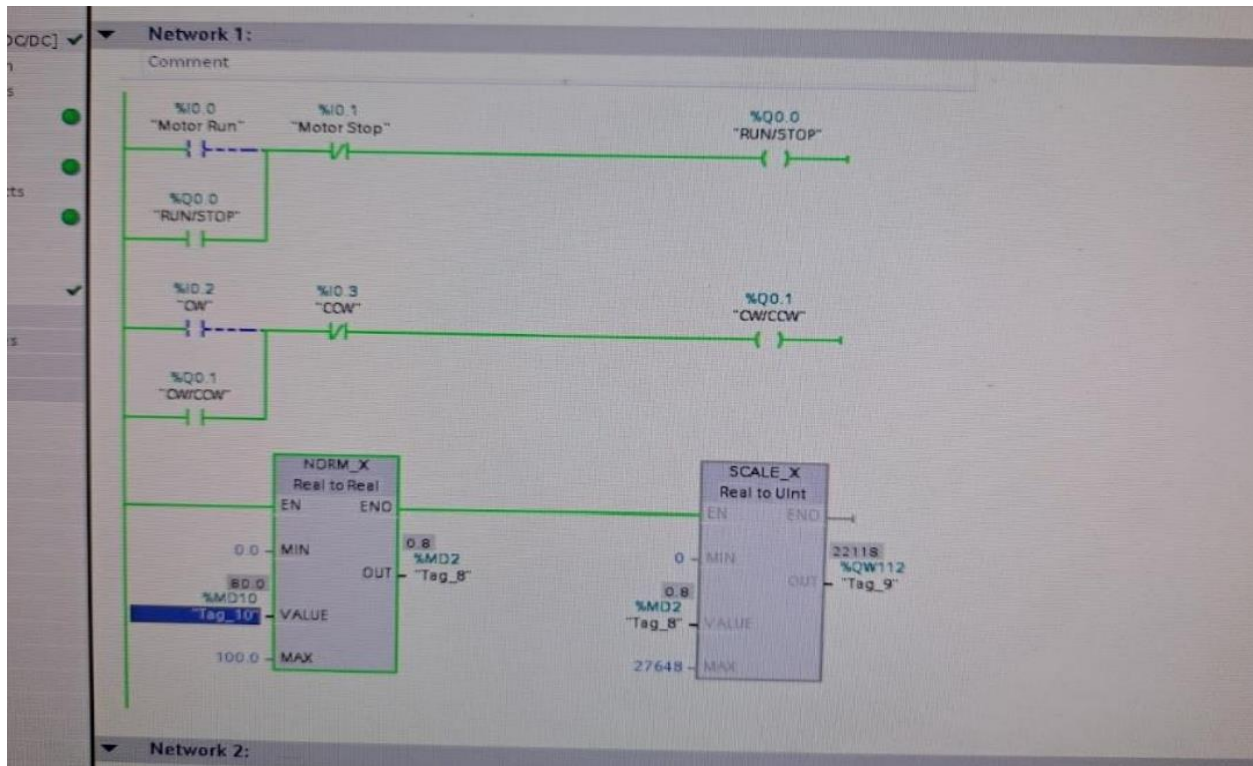 DC/DC]
Network 1:
Comment
%I0.0
"Motor Run"
%I0.1
"Motor Stop"
%Q0.0
"RUN/STOP"
%Q0.0
"RUN/STOP"
%I0.2
"CW"
%I0.3
"CCW"
%Q0.1
"CW/CCW"
%Q0.1
"CW/CCW"
NORM_X
Real to Real
EN ENO
0.0 MIN
0.8
%MD2
OUT "Tag_8"
80.0
%MD10
"Tag_10" VALUE
100.0 MAX
SCALE_X
Real to UInt
EN ENO
0 MIN
22118
%QW112
OUT "Tag_9"
0.8
%MD2
"Tag_8" VALUE
27648 MAX
Network 2: